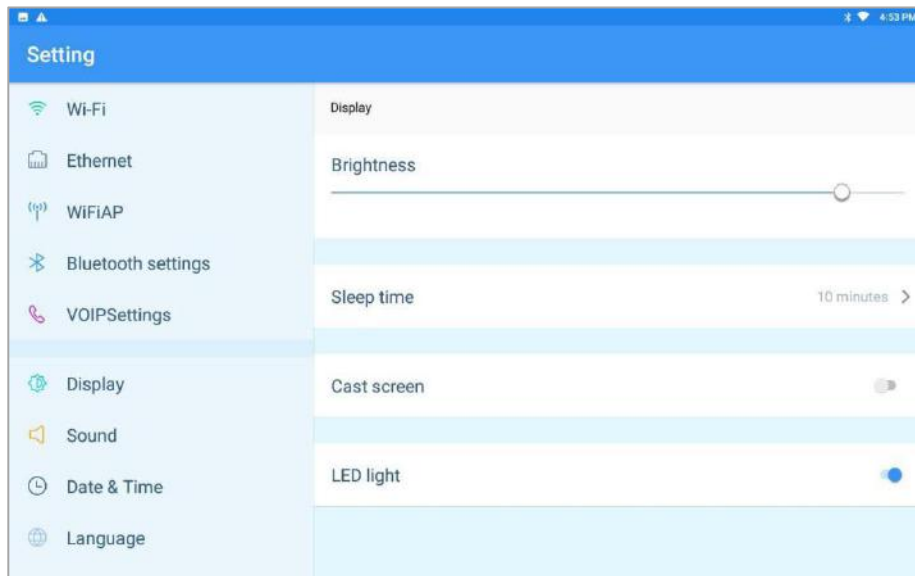 4:53 PM
Setting
Wi-Fi
Ethernet
WiFiAP
Bluetooth settings
VOIPSettings
Display
Sound
Date & Time
Language
Display
Brightness
Sleep time
10 minutes
Cast screen
LED light